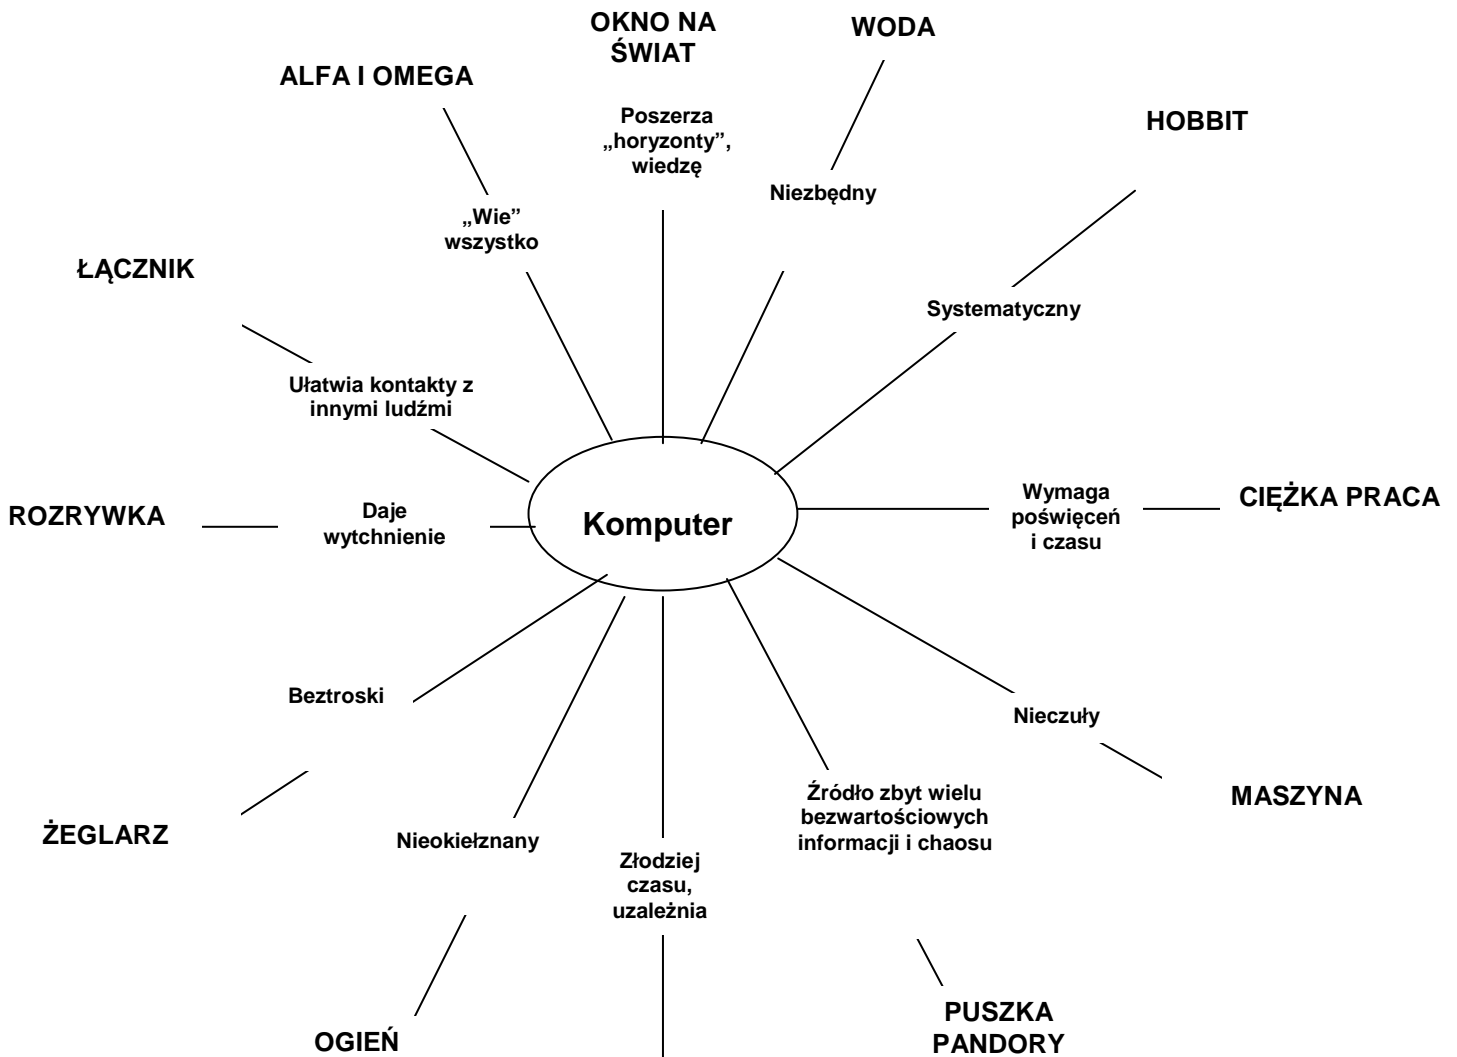 OKNO NA
ŚWIAT
WODA
ALFA I OMEGA
Poszerza
„horyzonty”,
wiedzę
HOBBIT
Niezbędny
„Wie”
wszystko
ŁĄCZNIK
Systematyczny
Ułatwia kontakty z
innymi ludźmi
ROZRYWKA
Daje
wytchnienie
Komputer
Wymaga
poświęceń
i czasu
CIĘŻKA PRACA
Beztroski
Nieczuły
ŻEGLARZ
Nieokiełznany
Złodziej
czasu,
uzależnia
Źródło zbyt wielu
bezwartościowych
informacji i chaosu
MASZYNA
OGIEŃ
PUSZKA
PANDORY